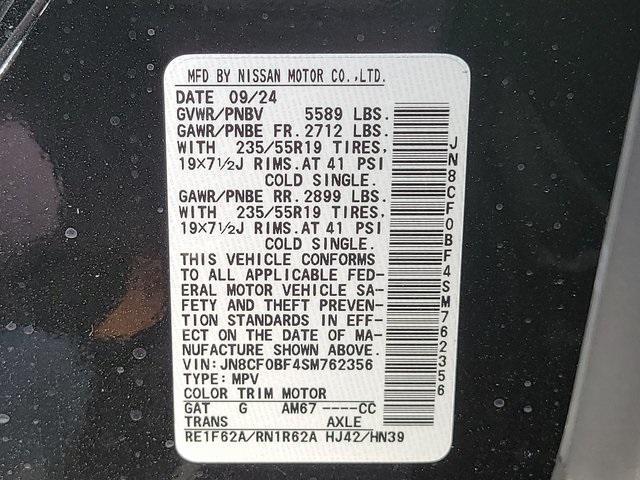 MFD BY NISSAN MOTOR CO.,LTD.
DATE 09/24
GVWR/PNBV 5589 LBS.
GAWR/PNBE FR. 2712 LBS.
WITH 235/55R19 TIRES,
19×7½J RIMS.AT 41 PSI
COLD SINGLE.
GAWR/PNBE RR. 2899 LBS.
WITH 235/55R19 TIRES,
19×7½J RIMS.AT 41 PSI
COLD SINGLE.
THIS VEHICLE CONFORMS
TO ALL APPLICABLE FED-
ERAL MOTOR VEHICLE SA-
FETY AND THEFT PREVEN-
TION STANDARDS IN EFF-
ECT ON THE DATE OF MA-
NUFACTURE SHOWN ABOVE.
VIN:JN8CF0BF4SM762356
TYPE:MPV
COLOR TRIM MOTOR
GAT G AM67 ----CC
TRANS AXLE
RE1F62A/RN1R62A HJ42/HN39
JN8CF0BF4SM762356